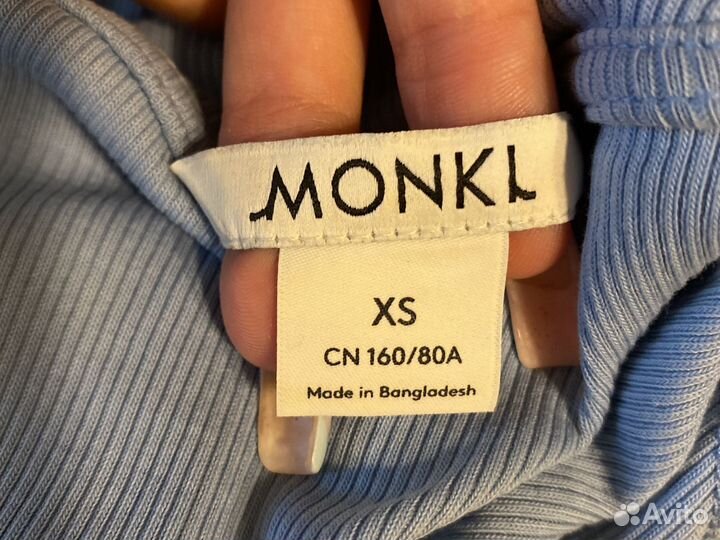 MONKI
XS
CN 160/80A
Made in Bangladesh
Avito